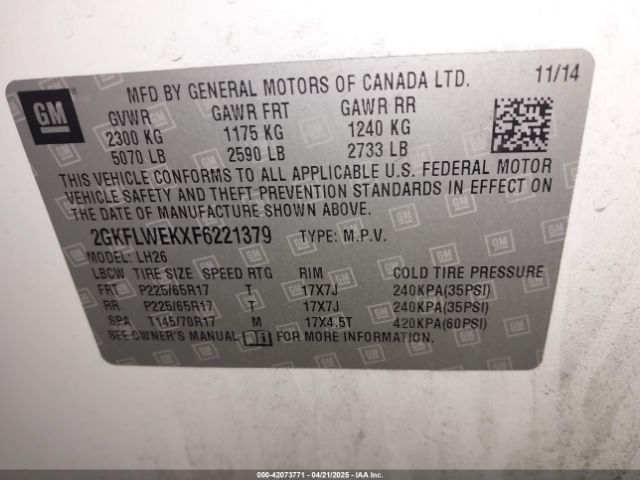 GM
MFD BY GENERAL MOTORS OF CANADA LTD. 11/14
GVWR GAWR FRT GAWR RR
2300 KG 1175 KG 1240 KG
5070 LB 2590 LB 2733 LB
THIS VEHICLE CONFORMS TO ALL APPLICABLE U.S. FEDERAL MOTOR
VEHICLE SAFETY AND THEFT PREVENTION STANDARDS IN EFFECT ON
THE DATE OF MANUFACTURE SHOWN ABOVE.
2GKFLWEKXF6221379 TYPE: M.P.V.
MODEL: LH26
LBCW TIRE SIZE SPEED RTG RIM COLD TIRE PRESSURE
FRT P225/65R17 T 17X7J 240KPA(35PSI)
RR P225/65R17 T 17X7J 240KPA(35PSI)
SPA T145/70R17 M 17X4.5T 420KPA(60PSI)
SEE OWNER'S MANUAL FOR MORE INFORMATION.
000-42073771 04/21/2025 IAAI.COM